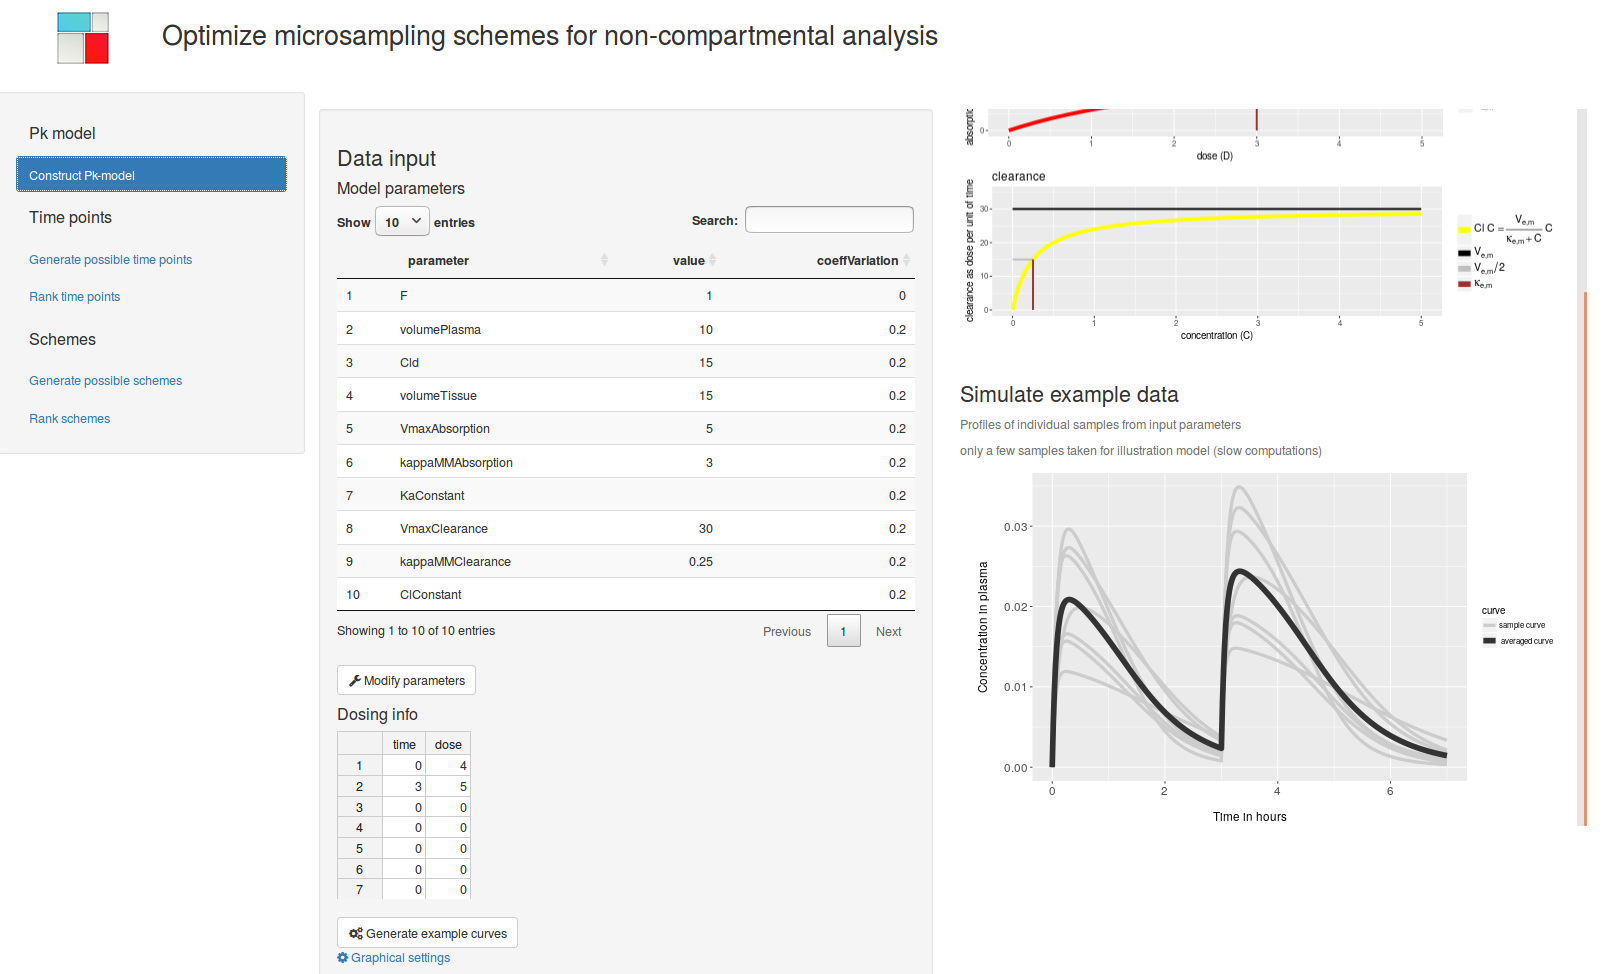 Optimize microsampling schemes for non-compartmental analysis
Pk model
Construct Pk-model
Time points
Generate possible time points
Rank time points
Schemes
Generate possible schemes
Rank schemes
Data input
Model parameters
Show 10 entries
Search:
parameter value coeffVariation
1 F 1 0
2 volumePlasma 10 0.2
3 Cld 15 0.2
4 volumeTissue 15 0.2
5 VmaxAbsorption 5 0.2
6 kappaMMAbsorption 3 0.2
7 KaConstant 0.2
8 VmaxClearance 30 0.2
9 kappaMMClearance 0.25 0.2
10 ClConstant 0.2
Showing 1 to 10 of 10 entries
Previous 1 Next
Modify parameters
Dosing info
time dose
1 0 4
2 3 5
3 0 0
4 0 0
5 0 0
6 0 0
7 0 0
Generate example curves
Graphical settings
0
0 1 2 3 4 5
dose (D)
clearance
clearance as dose per unit of time
30
20
10
0
0 1 2 3 4 5
concentration (C)
Cl C = V e,m / κ e,m + C C
V e,m
V e,m/2
κ e,m
Simulate example data
Profiles of individual samples from input parameters
only a few samples taken for illustration model (slow computations)
Concentration in plasma
0.03
0.02
0.01
0.00
0 2 4 6
Time in hours
curve
sample curve
averaged curve